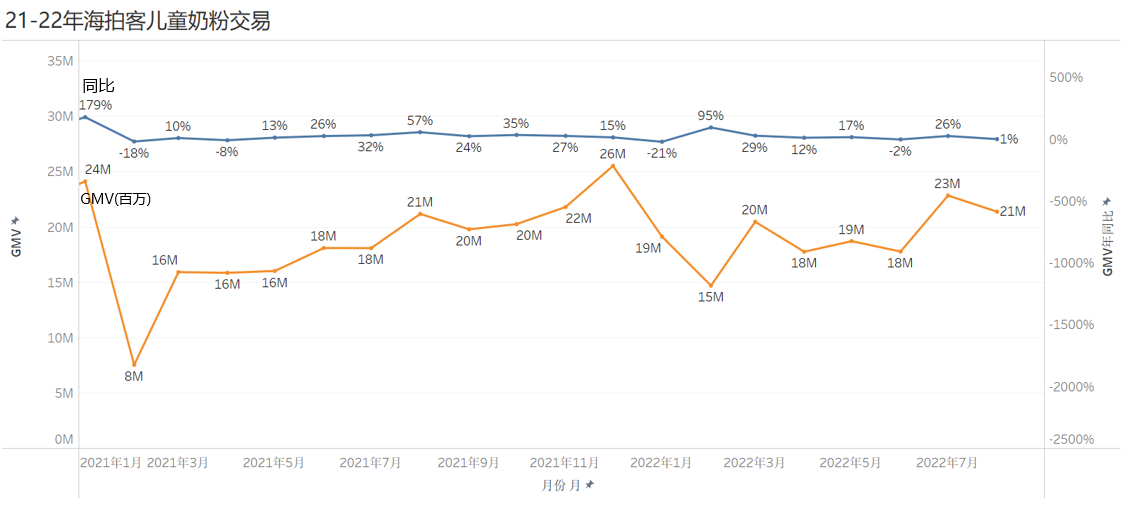 21-22年海拍客儿童奶粉交易
35M
30M
25M
20M
15M
10M
5M
0M
GMV
同比
179%
-18%
10%
-8%
13%
26%
32%
57%
24%
35%
27%
15%
-21%
95%
29%
12%
17%
-2%
26%
1%
GMV(百万)
24M
8M
16M
16M
16M
18M
18M
21M
20M
20M
22M
26M
19M
15M
20M
18M
19M
18M
23M
21M
500%
0%
-500%
-1000%
-1500%
-2000%
-2500%
GMV年同比
2021年1月 2021年3月 2021年5月 2021年7月 2021年9月 2021年11月 2022年1月 2022年3月 2022年5月 2022年7月
月份 月